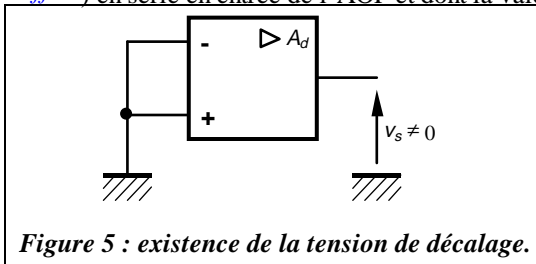 ) en série en entrée de l'AOP et dont la
- ▷ A_d
+
v_s ≠ 0
Figure 5 : existence de la tension de décalage.